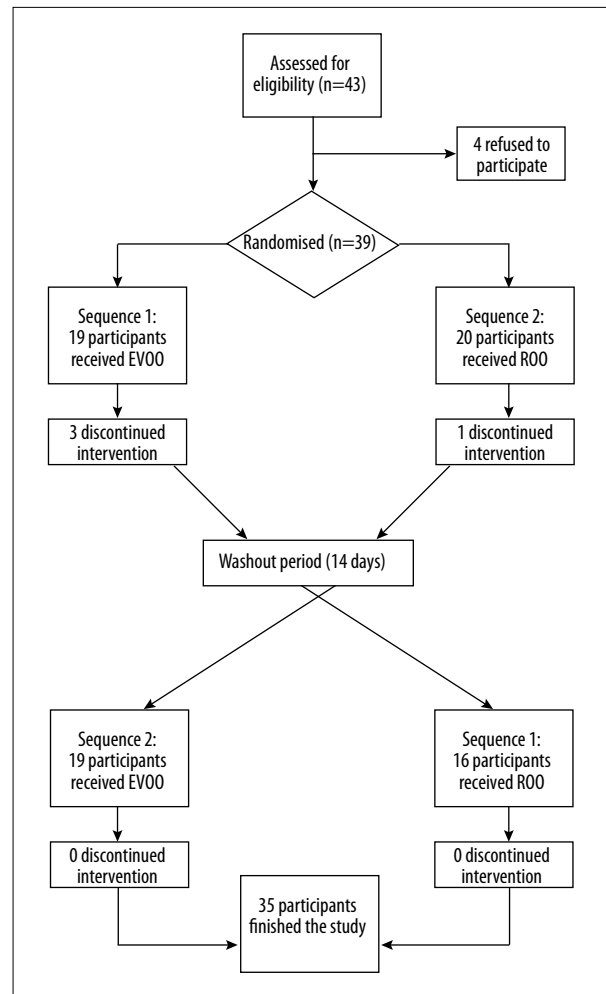 Assessed for
eligibility (n=43)
4 refused to
participate
Randomised (n=39)
Sequence 1:
19 participants
received EVOO
Sequence 2:
20 participants
received ROO
3 discontinued
intervention
1 discontinued
intervention
Washout period (14 days)
Sequence 2:
19 participants
received EVOO
Sequence 1:
16 participants
received ROO
0 discontinued
intervention
0 discontinued
intervention
35 participants
finished the study